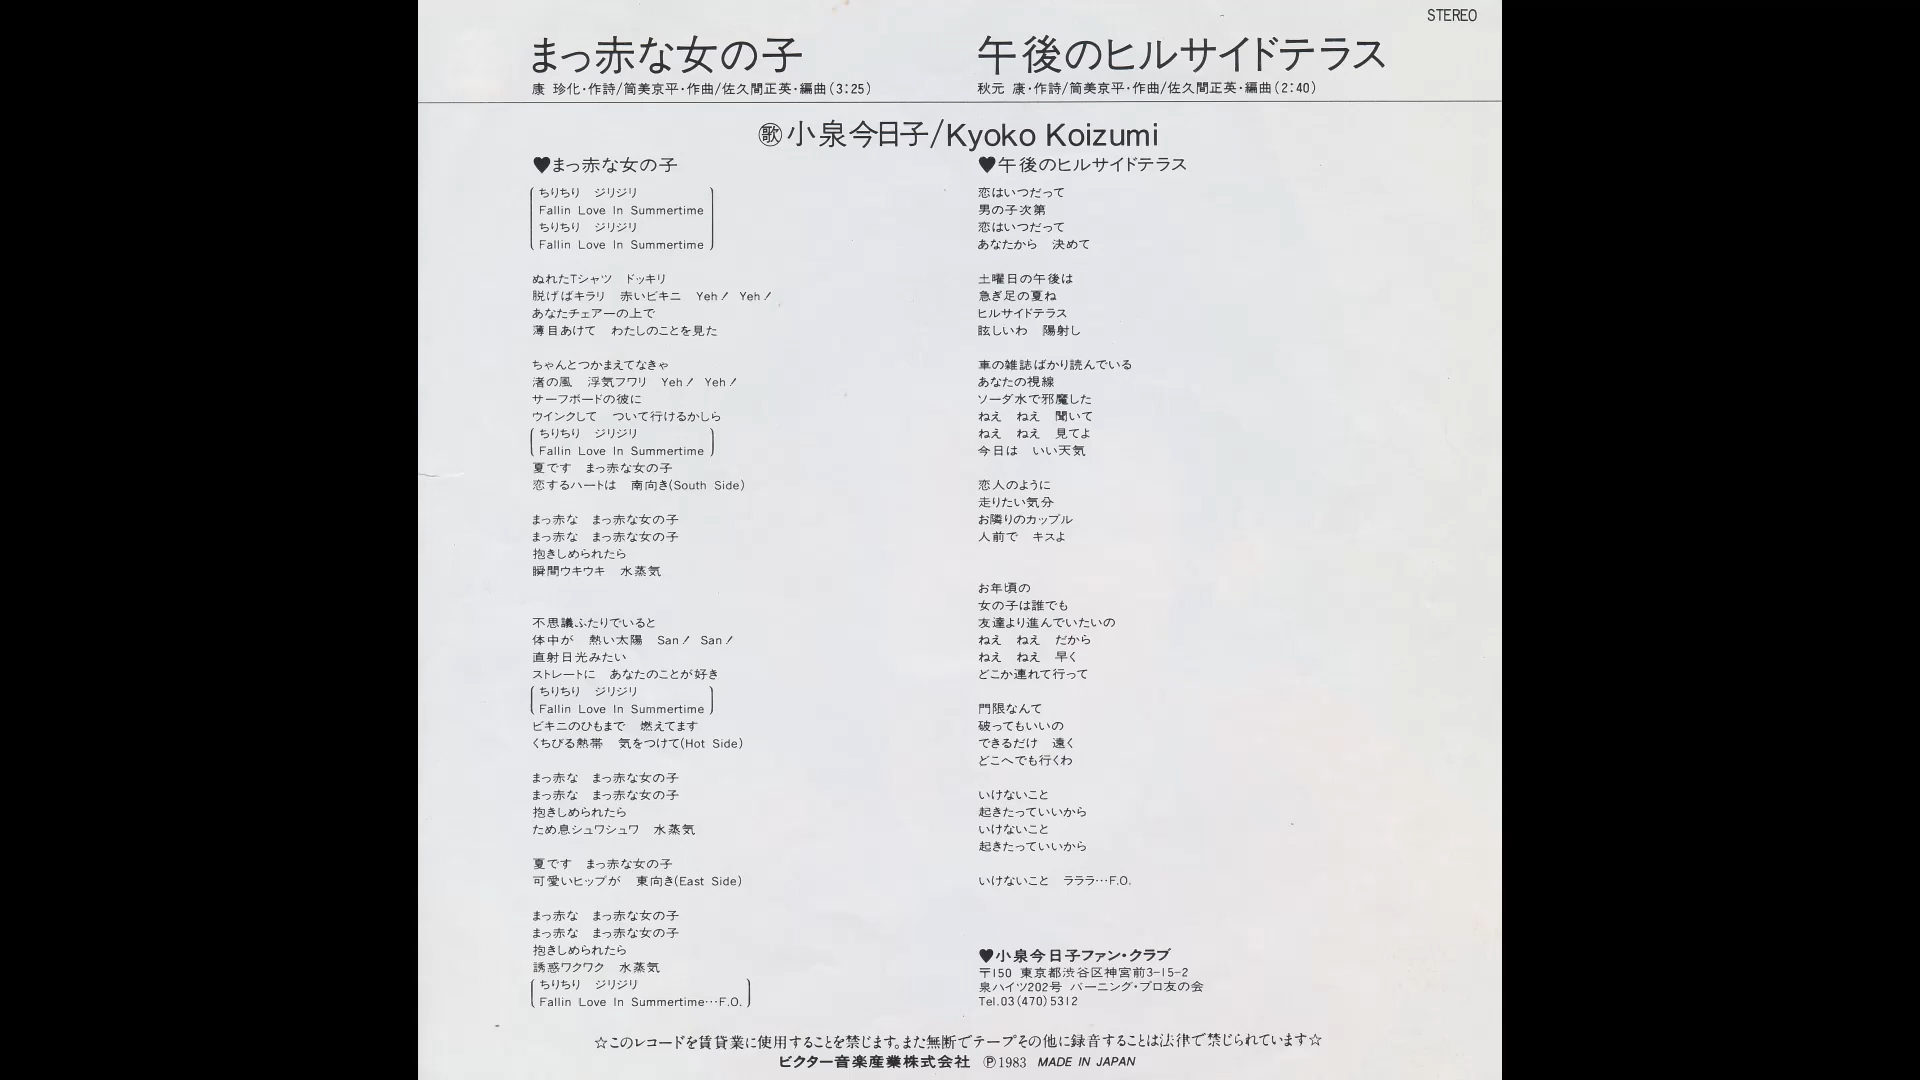 STEREO
まっ赤な女の子
康 珍化・作詩/筒美京平・作曲/佐久間正英・編曲(3:25)
午後のヒルサイドテラス
秋元 康・作詩/筒美京平・作曲/佐久間正英・編曲(2:40)
㊙歌 小泉今日子/Kyoko Koizumi
♥まっ赤な女の子
ちりちり ジリジリ
Fallin Love In Summertime
ちりちり ジリジリ
Fallin Love In Summertime
ぬれたTシャツ ドッキリ
脱げばキラリ 赤いビキニ Yeh! Yeh!
あなたチェアーの上で
薄目あけて わたしのことを見た
ちゃんとつかまえてなきゃ
渚の風 浮気フワリ Yeh! Yeh!
サーフボードの彼に
ウインクして ついて行けるかしら
ちりちり ジリジリ
Fallin Love In Summertime
夏です まっ赤な女の子
恋するハートは 南向き(South Side)
まっ赤な まっ赤な女の子
まっ赤な まっ赤な女の子
抱きしめられたら
瞬間ウキウキ 水蒸気
不思議ふたりでいると
体中が 熱い太陽 San! San!
直射日光みたい
ストレートに あなたのことが好き
ちりちり ジリジリ
Fallin Love In Summertime
ビキニのひもまで 燃えてます
くちびる熱帯 気をつけて(Hot Side)
まっ赤な まっ赤な女の子
まっ赤な まっ赤な女の子
抱きしめられたら
ため息シュワシュワ 水蒸気
夏です まっ赤な女の子
可愛いヒップが 東向き(East Side)
まっ赤な まっ赤な女の子
まっ赤な まっ赤な女の子
抱きしめられたら
誘惑ワクワク 水蒸気
ちりちり ジリジリ
Fallin Love In Summertime…F.O.
♥午後のヒルサイドテラス
恋はいつだって
男の子次第
恋はいつだって
あなたから 決めて
土曜日の午後は
急ぎ足の夏ね
ヒルサイドテラス
眩しいわ 陽射し
車の雑誌ばかり読んでいる
あなたの視線
ソーダ水で邪魔した
ねえ ねえ 聞いて
ねえ ねえ 見てよ
今日は いい天気
恋人のように
走りたい気分
お隣りのカップル
人前で キスよ
お年頃の
女の子は誰でも
友達より進んでいたいの
ねえ ねえ だから
ねえ ねえ 早く
どこか連れて行って
門限なんて
破ってもいいの
できるだけ 遠く
どこへでも行くわ
いけないこと
起きたっていいから
いけないこと
起きたっていいから
いけないこと ラララ…F.O.
♥小泉今日子ファン・クラブ
〒150 東京都渋谷区神宮前3-15-2
泉ハイツ202号 バーニング・プロ友の会
Tel.03(470)5312
☆このレコードを賃貸業に使用することを禁じます。また無断でテープその他に録音することは法律で禁じられています☆
ビクター音楽産業株式会社 Ⓟ1983 MADE IN JAPAN